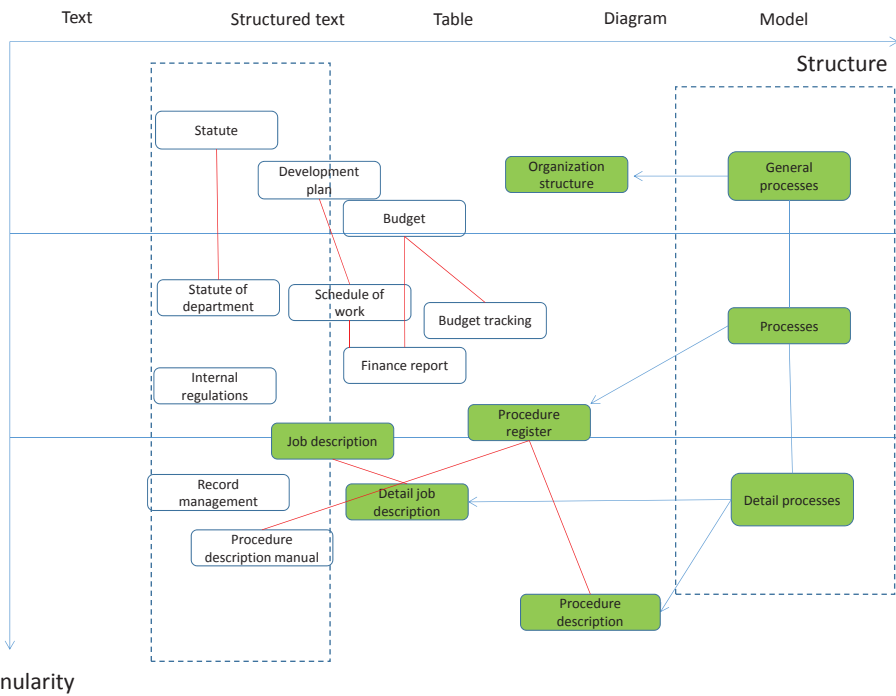 Text
Structured text
Table
Diagram
Model
Structure
Statute
Development
plan
Organization
structure
General
processes
Budget
Statute of
department
Schedule of
work
Budget tracking
Processes
Finance report
Internal
regulations
Procedure
register
Job description
Record
management
Detail job
description
Detail processes
Procedure
description manual
Procedure
description
nularity